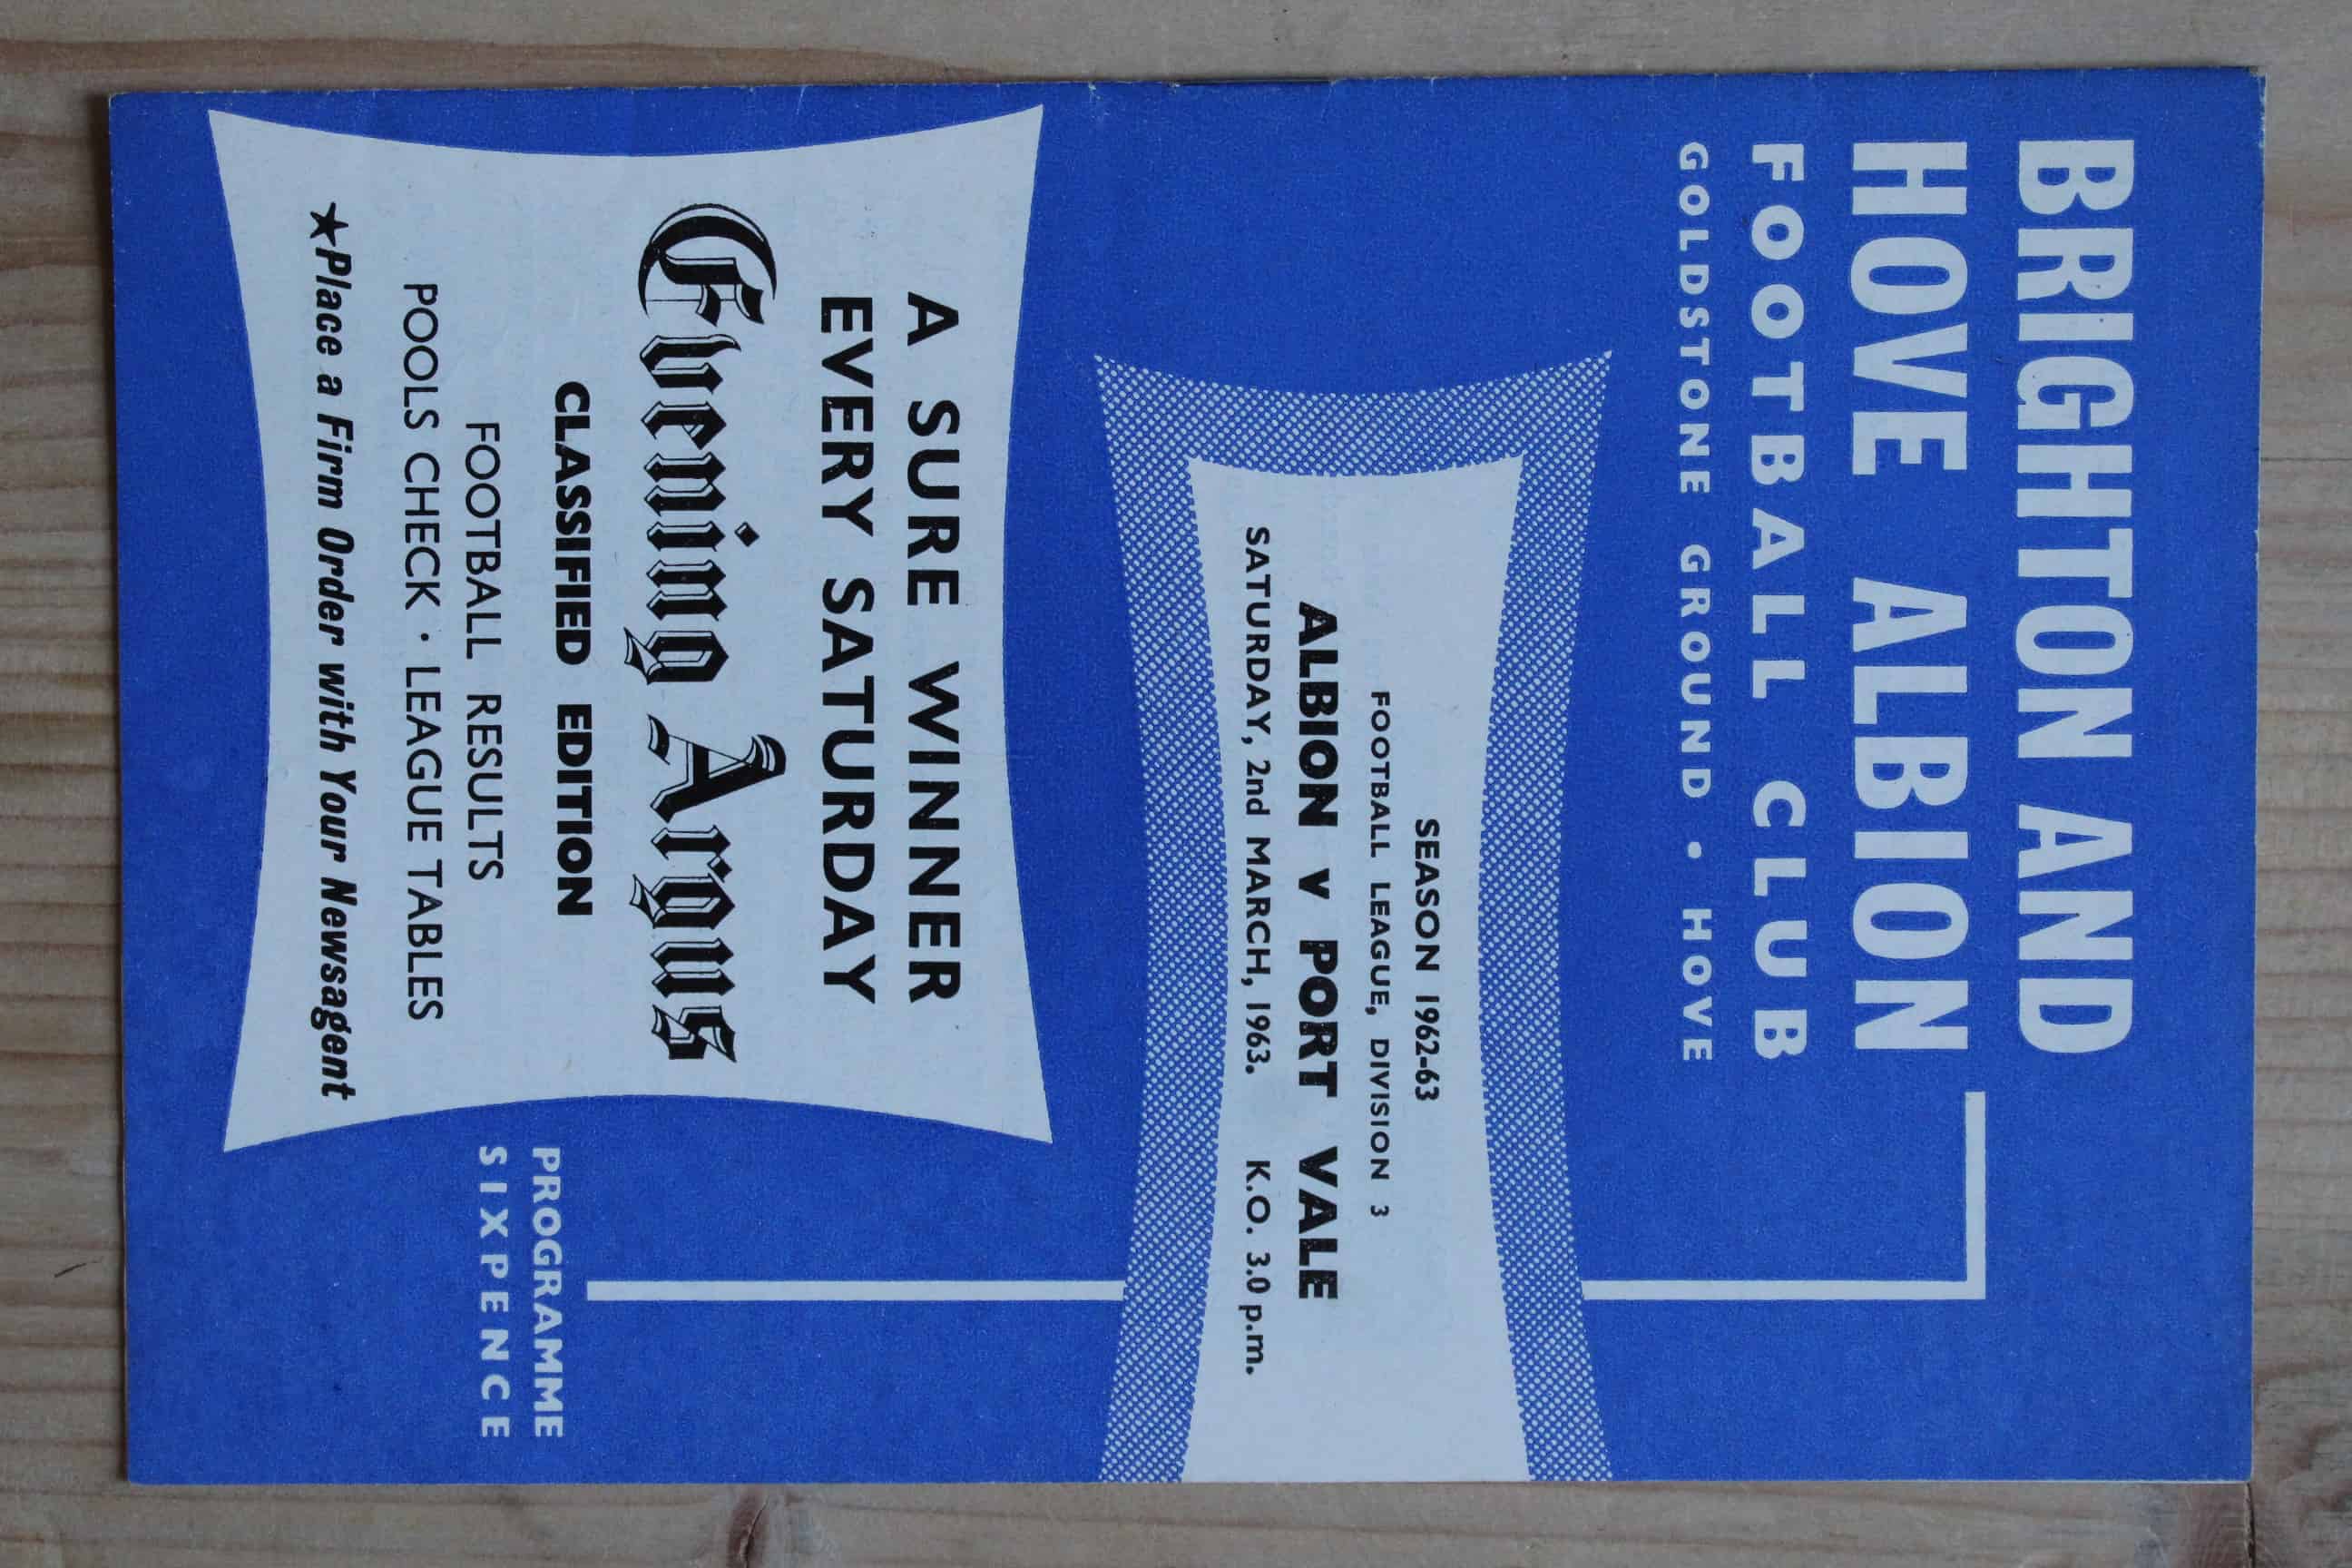 BRIGHTON AND
HOVE ALBION
FOOTBALL CLUB
GOLDSTONE GROUND • HOVE
SEASON 1962-63
FOOTBALL LEAGUE, DIVISION 3
ALBION v PORT VALE
SATURDAY, 2nd MARCH, 1963. K.O. 3.0 p.m.
A SURE WINNER
EVERY SATURDAY
Evening Argus
CLASSIFIED EDITION
FOOTBALL RESULTS
POOLS CHECK · LEAGUE TABLES
★Place a Firm Order with Your Newsagent
PROGRAMME
SIXPENCE